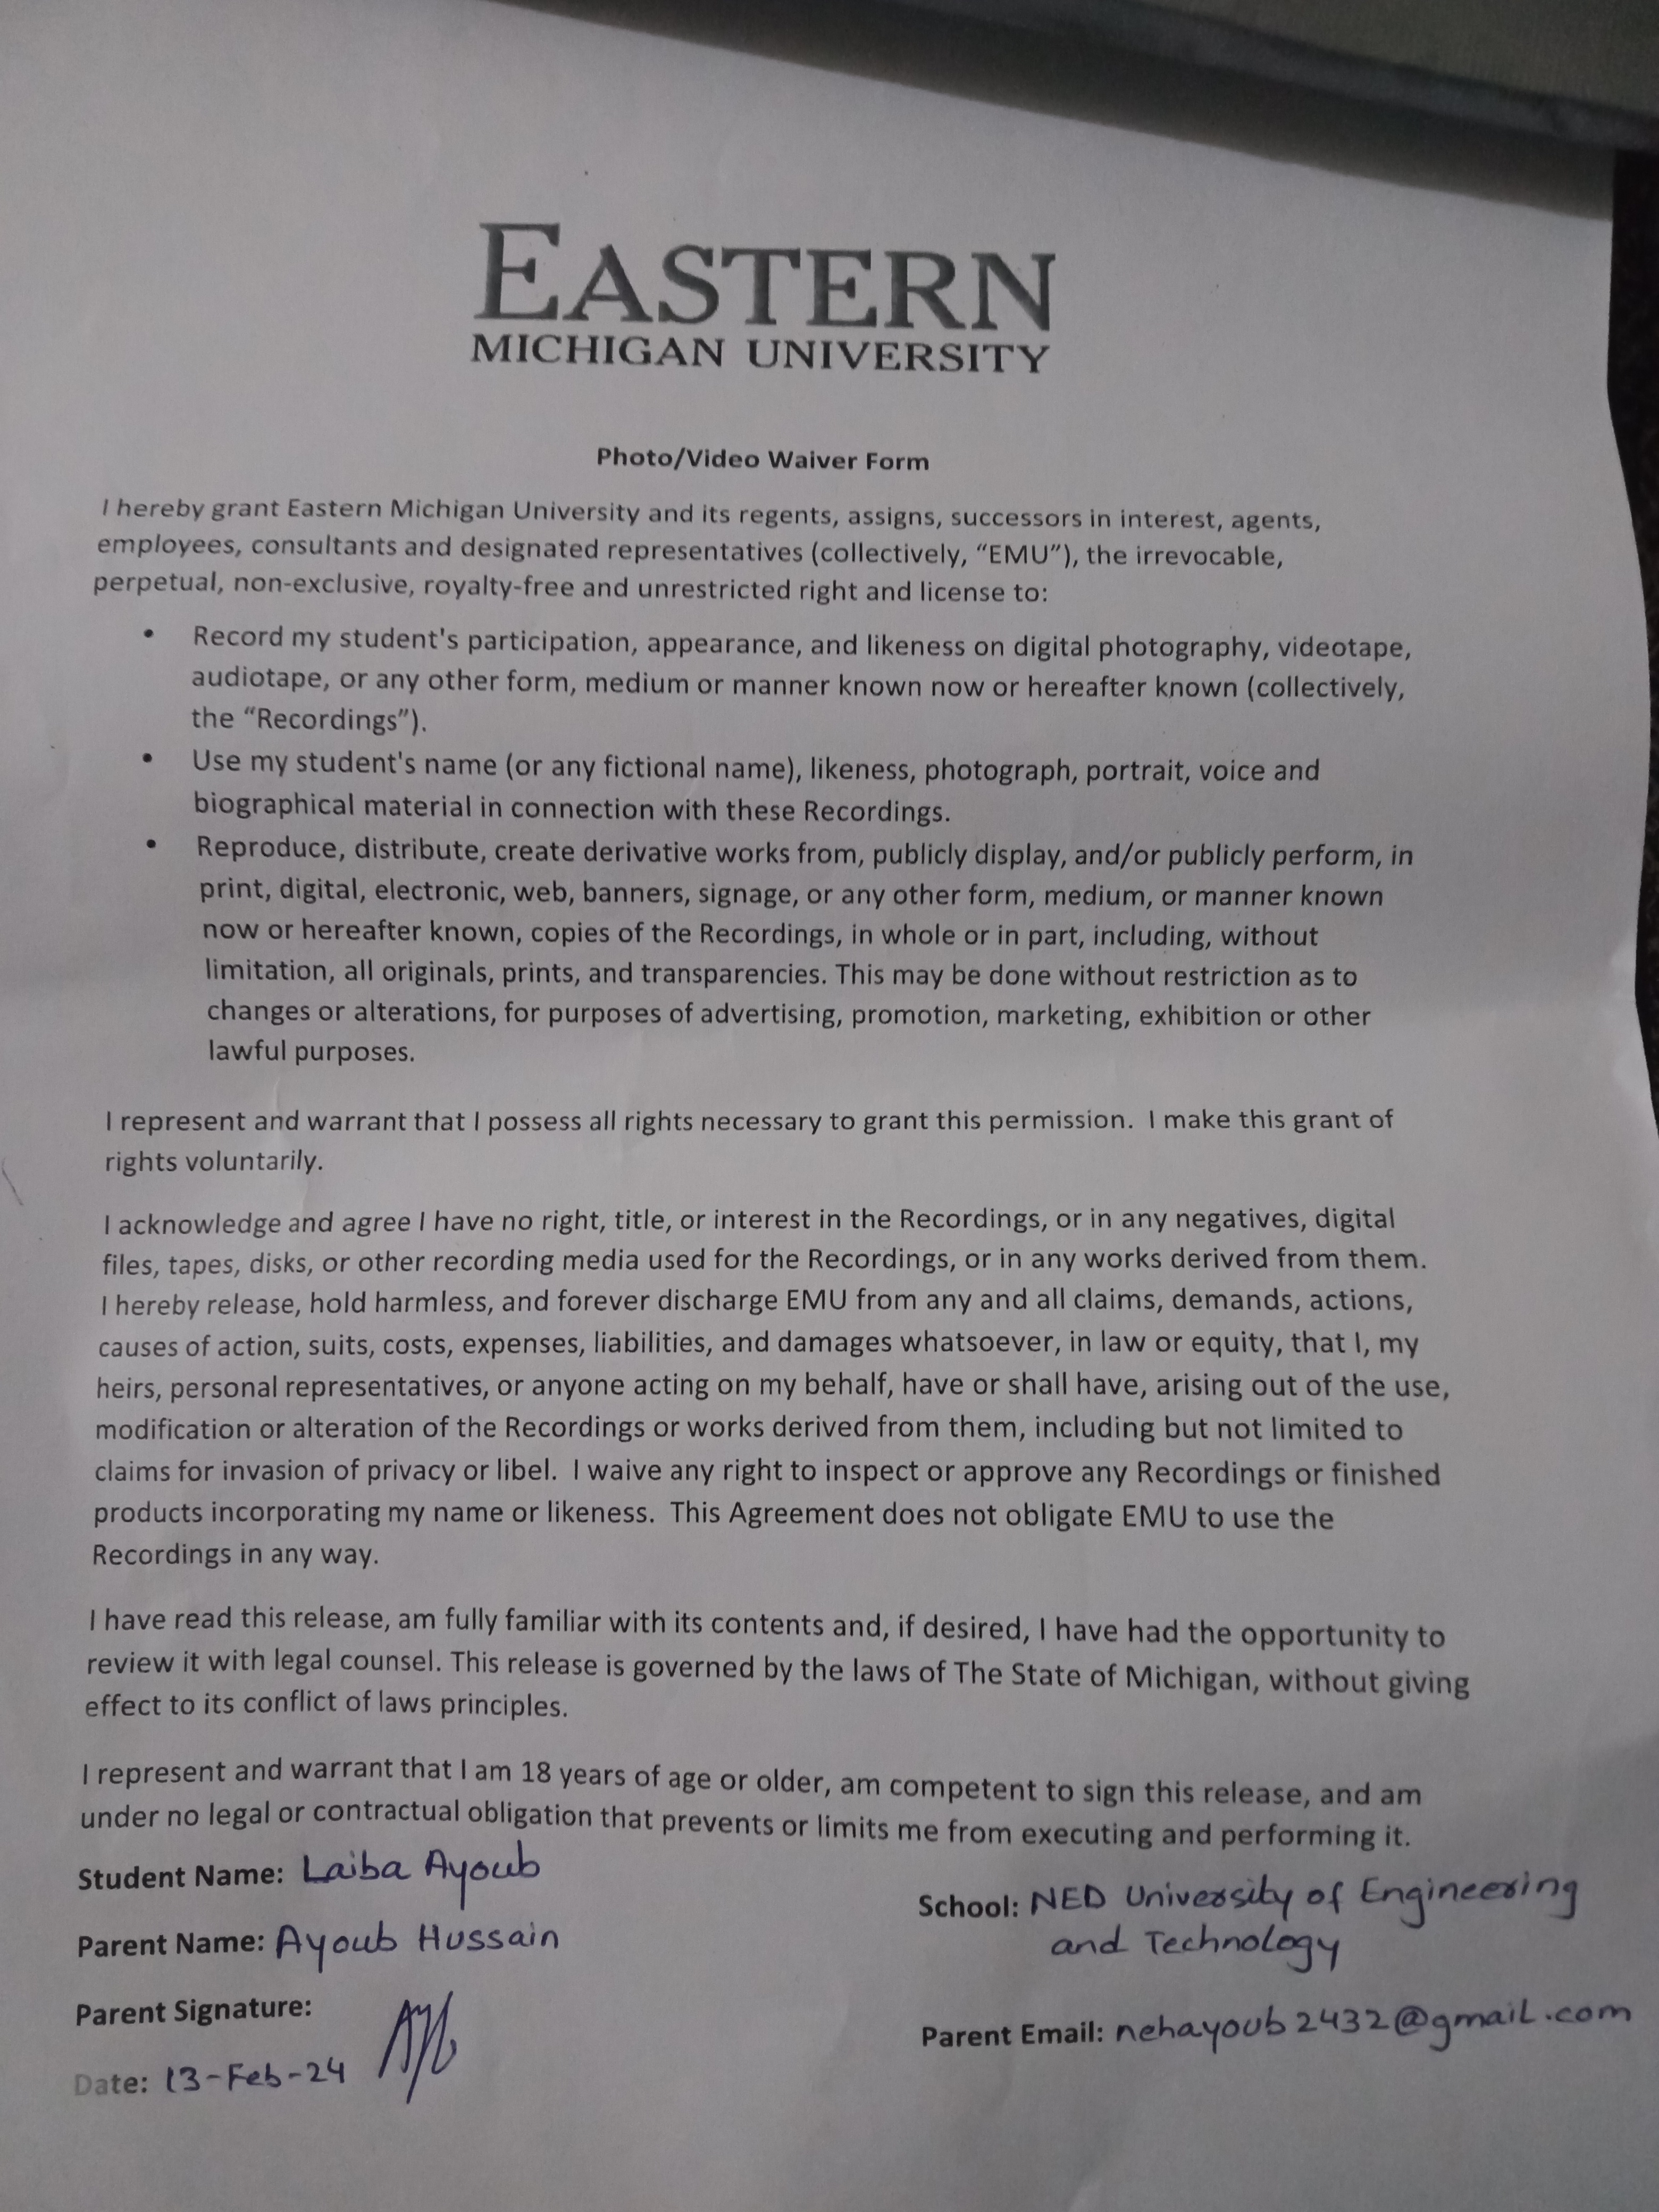 EASTERN
MICHIGAN UNIVERSITY
Photo/Video Waiver Form
I hereby grant Eastern Michigan University and its regents, assigns, successors in interest, agents,
employees, consultants and designated representatives (collectively, “EMU”), the irrevocable,
perpetual, non-exclusive, royalty-free and unrestricted right and license to:
• Record my student's participation, appearance, and likeness on digital photography, videotape,
audiotape, or any other form, medium or manner known now or hereafter known (collectively,
the “Recordings”).
• Use my student's name (or any fictional name), likeness, photograph, portrait, voice and
biographical material in connection with these Recordings.
• Reproduce, distribute, create derivative works from, publicly display, and/or publicly perform, in
print, digital, electronic, web, banners, signage, or any other form, medium, or manner known
now or hereafter known, copies of the Recordings, in whole or in part, including, without
limitation, all originals, prints, and transparencies. This may be done without restriction as to
changes or alterations, for purposes of advertising, promotion, marketing, exhibition or other
lawful purposes.
I represent and warrant that I possess all rights necessary to grant this permission. I make this grant of
rights voluntarily.
I acknowledge and agree I have no right, title, or interest in the Recordings, or in any negatives, digital
files, tapes, disks, or other recording media used for the Recordings, or in any works derived from them.
I hereby release, hold harmless, and forever discharge EMU from any and all claims, demands, actions,
causes of action, suits, costs, expenses, liabilities, and damages whatsoever, in law or equity, that I, my
heirs, personal representatives, or anyone acting on my behalf, have or shall have, arising out of the use,
modification or alteration of the Recordings or works derived from them, including but not limited to
claims for invasion of privacy or libel. I waive any right to inspect or approve any Recordings or finished
products incorporating my name or likeness. This Agreement does not obligate EMU to use the
Recordings in any way.
I have read this release, am fully familiar with its contents and, if desired, I have had the opportunity to
review it with legal counsel. This release is governed by the laws of The State of Michigan, without giving
effect to its conflict of laws principles.
I represent and warrant that I am 18 years of age or older, am competent to sign this release, and am
under no legal or contractual obligation that prevents or limits me from executing and performing it.
Student Name: Laiba Ayoub
School: NED University of Engineering
and Technology
Parent Name: Ayoub Hussain
Parent Signature:
Parent Email: nehayoub2432@gmail.com
Date: 13-Feb-24